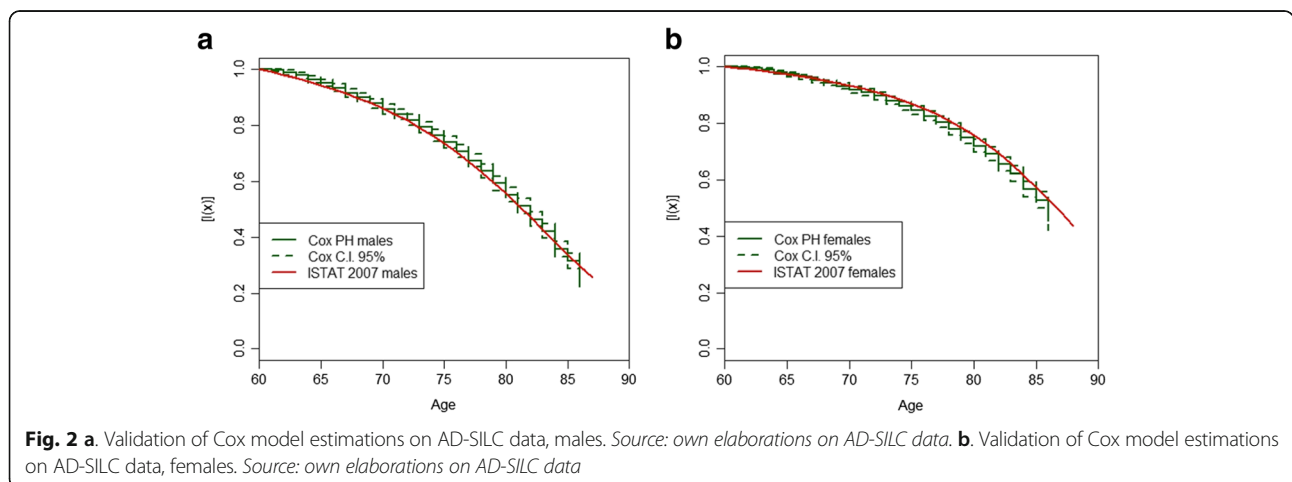 a
1.0
0.8
0.6
0.4
0.2
0.0
[l(x)]
Cox PH males
Cox C.I. 95%
ISTAT 2007 males
60 65 70 75 80 85 90
Age
b
1.0
0.8
0.6
0.4
0.2
0.0
[l(x)]
Cox PH females
Cox C.I. 95%
ISTAT 2007 females
60 65 70 75 80 85 90
Age
Fig. 2 a. Validation of Cox model estimations on AD-SILC data, males. Source: own elaborations on AD-SILC data. b. Validation of Cox model estimations
on AD-SILC data, females. Source: own elaborations on AD-SILC data